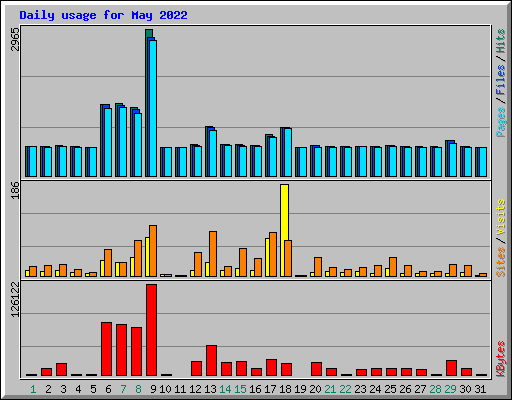 Daily usage for May 2022
2965
Pages / Files / Hits
186
Sites / Visits
126122
KBytes
1 2 3 4 5 6 7 8 9 10 11 12 13 14 15 16 17 18 19 20 21 22 23 24 25 26 27 28 29 30 31